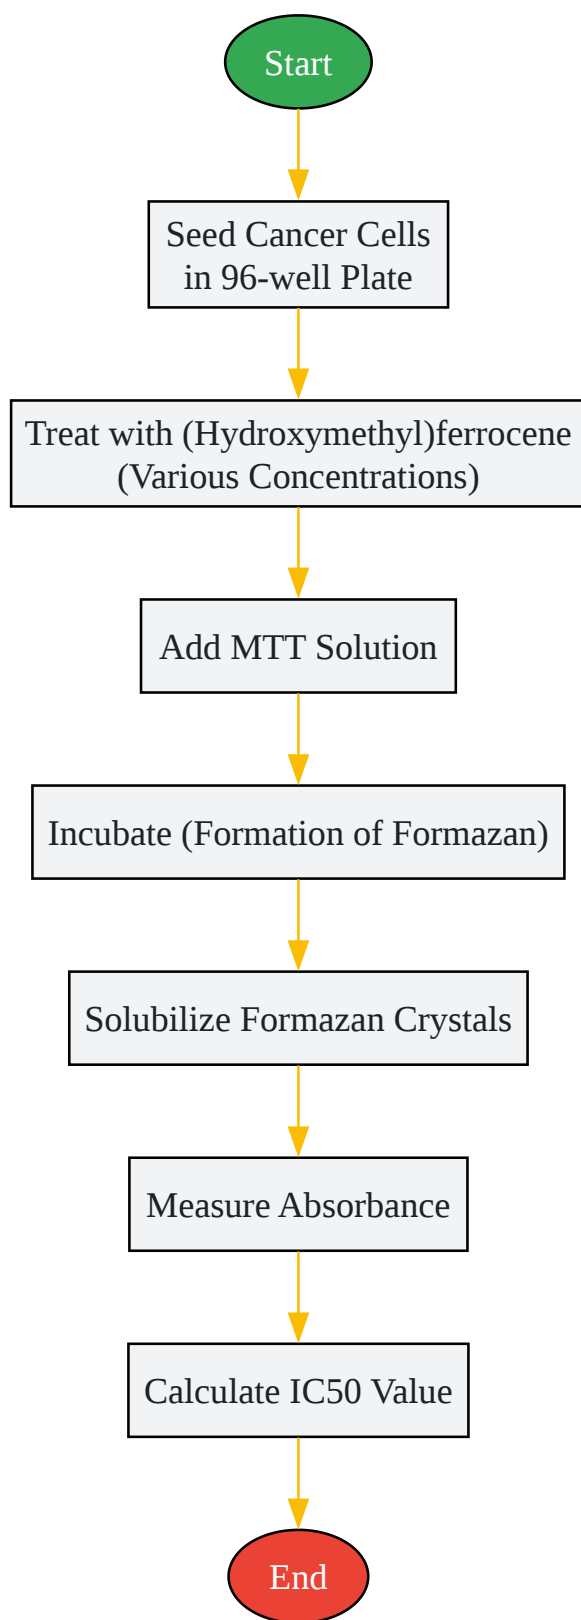 Start
Seed Cancer Cells
in 96-well Plate
Treat with (Hydroxymethyl)ferrocene
(Various Concentrations)
Add MTT Solution
Incubate (Formation of Formazan)
Solubilize Formazan Crystals
Measure Absorbance
Calculate IC50 Value
End